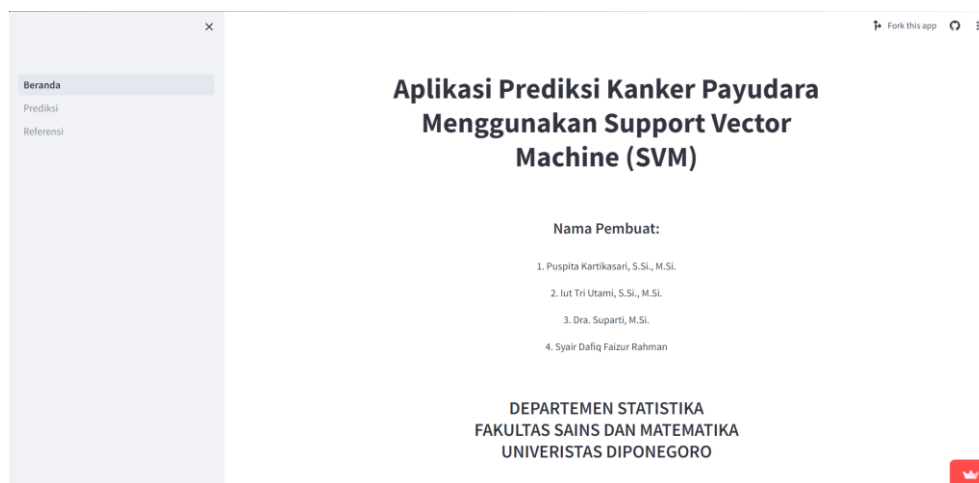 Fork this app
Beranda
Prediksi
Referensi
Aplikasi Prediksi Kanker Payudara
Menggunakan Support Vector
Machine (SVM)
Nama Pembuat:
1. Puspita Kartikasari, S.Si., M.Si.
2. Iut Tri Utami, S.Si., M.Si.
3. Dra. Suparti, M.Si.
4. Syair Dafiq Faizur Rahman
DEPARTEMEN STATISTIKA
FAKULTAS SAINS DAN MATEMATIKA
UNIVERISTAS DIPONEGORO